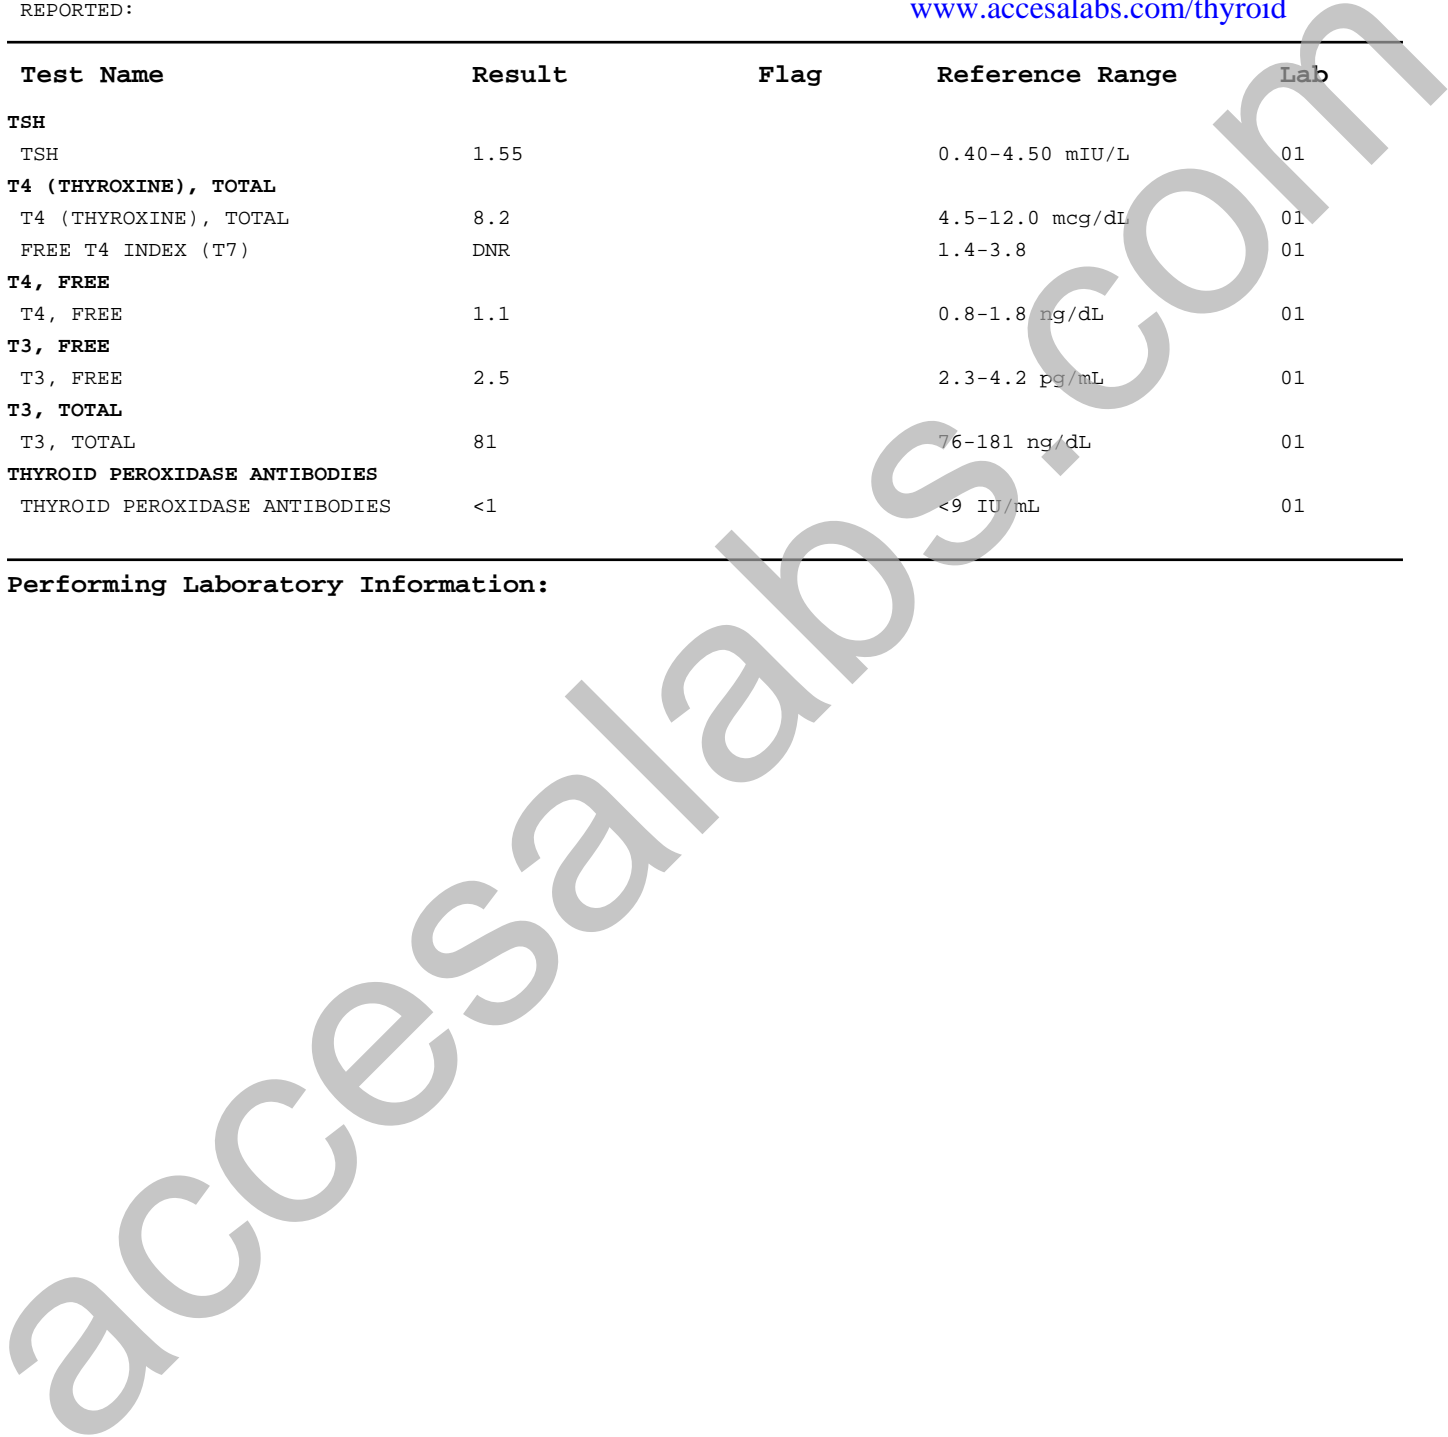 REPORTED: www.accesalabs.com/thyroid
Test Name Result Flag Reference Range Lab
TSH
TSH 1.55 0.40-4.50 mIU/L 01
T4 (THYROXINE), TOTAL
T4 (THYROXINE), TOTAL 8.2 4.5-12.0 mcg/dL 01
FREE T4 INDEX (T7) DNR 1.4-3.8 01
T4, FREE
T4, FREE 1.1 0.8-1.8 ng/dL 01
T3, FREE
T3, FREE 2.5 2.3-4.2 pg/mL 01
T3, TOTAL
T3, TOTAL 81 76-181 ng/dL 01
THYROID PEROXIDASE ANTIBODIES
THYROID PEROXIDASE ANTIBODIES <1 <9 IU/mL 01
Performing Laboratory Information:
accesalabs.com